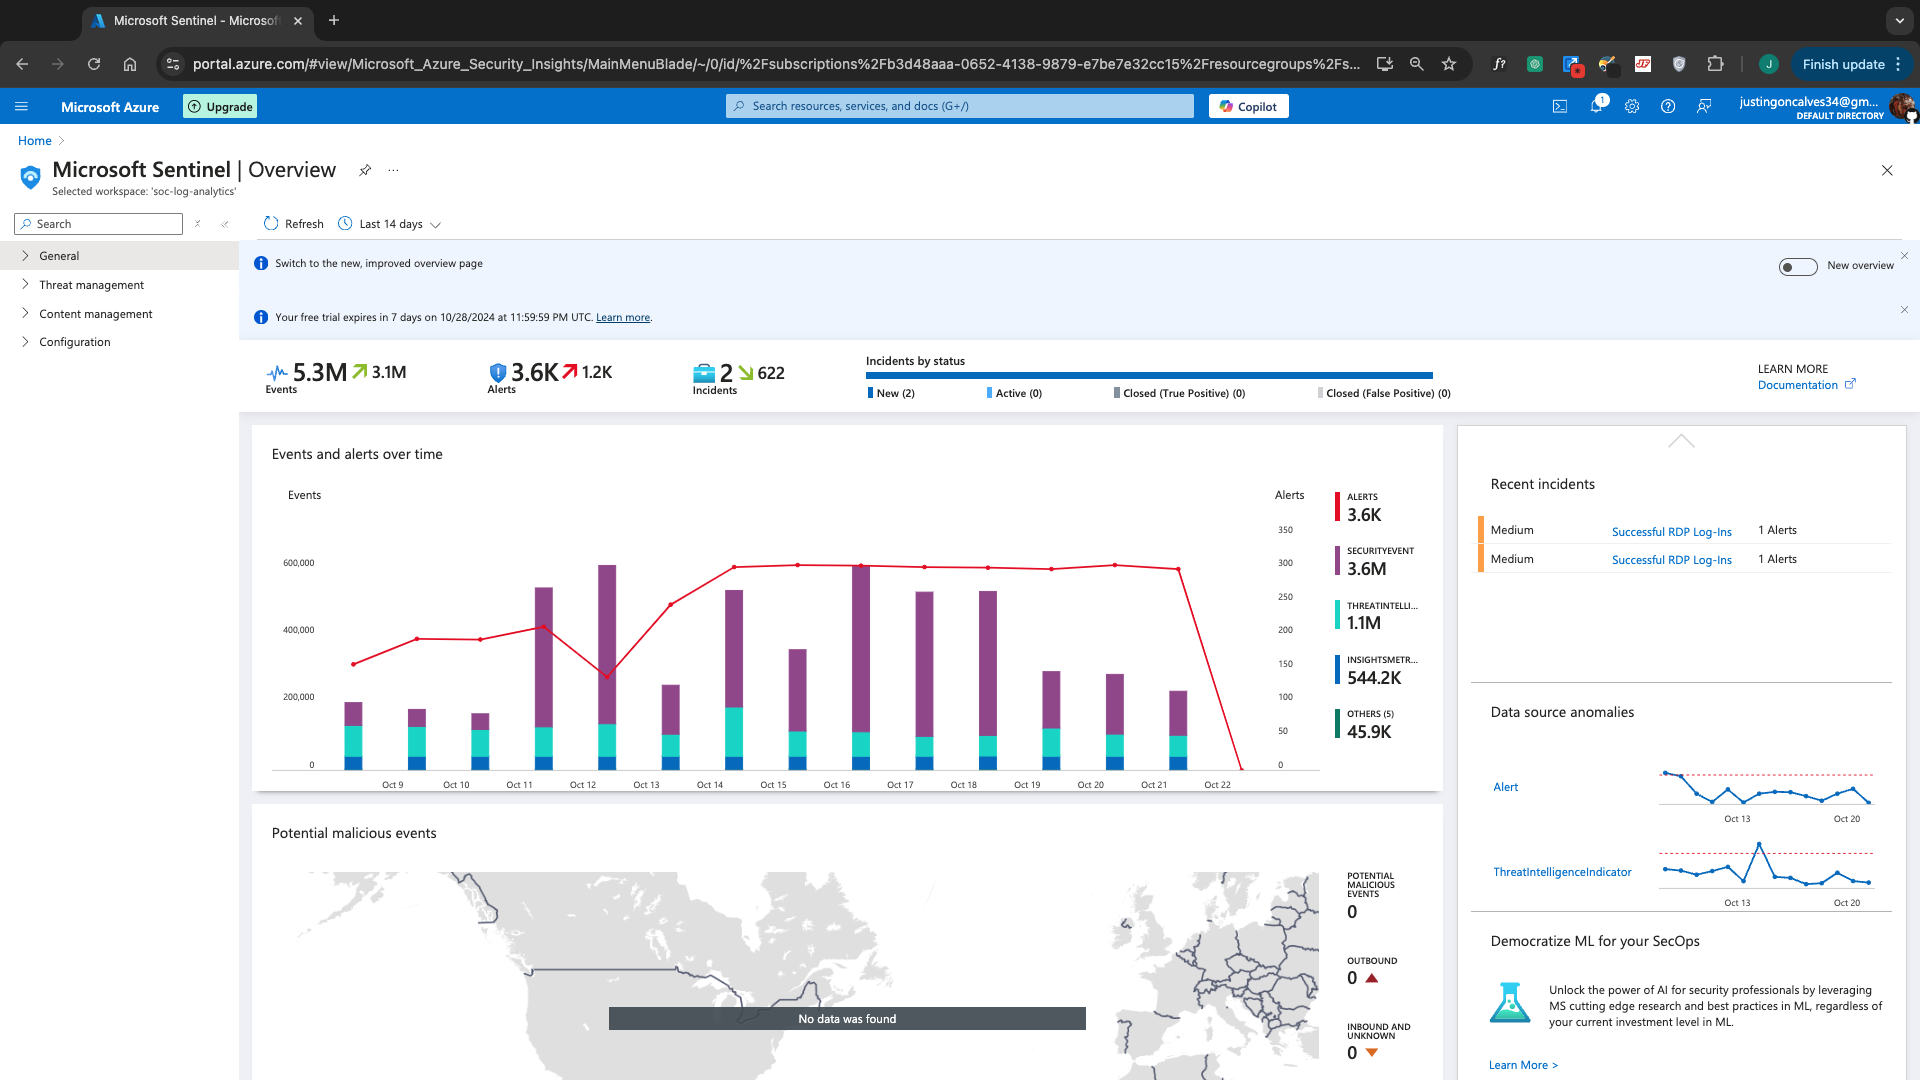 Microsoft Sentinel - Microsoft
portal.azure.com/#view/Microsoft_Azure_Security_Insights/MainMenuBlade/~/0/id/%2Fsubscriptions%2Fb3d48aaa-0652-4138-9879-e7be7e32cc15%2Fresourcegroups%2Fs...
f?
J
Finish update
Microsoft Azure
Upgrade
Search resources, services, and docs (G+/)
Copilot
1
justingoncalves34@gm...
DEFAULT DIRECTORY
Home
Microsoft Sentinel | Overview
...
Selected workspace: 'soc-log-analytics'
Search
Refresh
Last 14 days
General
Threat management
Content management
Configuration
Switch to the new, improved overview page
New overview
Your free trial expires in 7 days on 10/28/2024 at 11:59:59 PM UTC. Learn more.
5.3M 3.1M
Events
3.6K 1.2K
Alerts
2 622
Incidents
Incidents by status
New (2)
Active (0)
Closed (True Positive) (0)
Closed (False Positive) (0)
LEARN MORE
Documentation
Events and alerts over time
Events
Alerts
600,000
400,000
200,000
0
350
300
250
200
150
100
50
0
Oct 9
Oct 10
Oct 11
Oct 12
Oct 13
Oct 14
Oct 15
Oct 16
Oct 17
Oct 18
Oct 19
Oct 20
Oct 21
Oct 22
ALERTS
3.6K
SECURITYEVENT
3.6M
THREATINTELLI...
1.1M
INSIGHTSMETR...
544.2K
OTHERS (5)
45.9K
Recent incidents
Medium Successful RDP Log-Ins 1 Alerts
Medium Successful RDP Log-Ins 1 Alerts
Data source anomalies
Alert
Oct 13
Oct 20
ThreatIntelligenceIndicator
Oct 13
Oct 20
Potential malicious events
No data was found
POTENTIAL
MALICIOUS
EVENTS
0
OUTBOUND
0
INBOUND AND
UNKNOWN
0
Democratize ML for your SecOps
Unlock the power of AI for security professionals by leveraging
MS cutting edge research and best practices in ML, regardless of
your current investment level in ML.
Learn More >